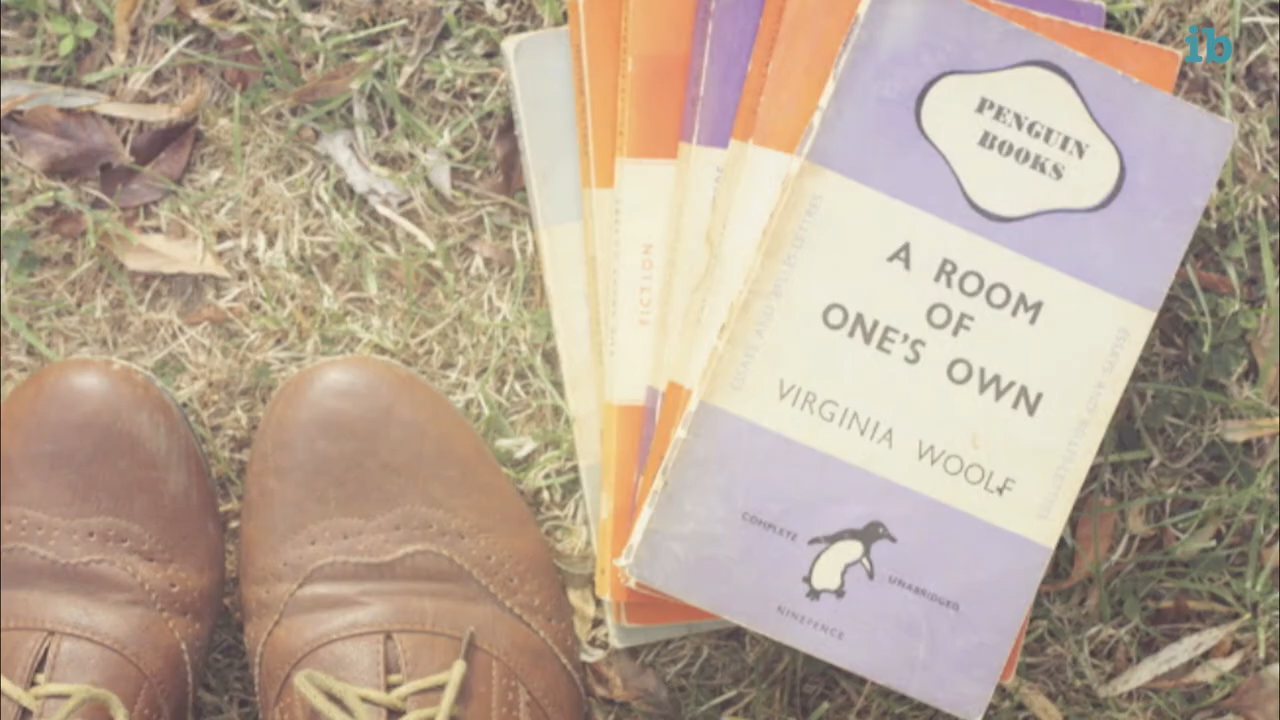 ib
PENGUIN
BOOKS
A ROOM
OF
ONE'S OWN
VIRGINIA WOOLF
COMPLETE
UNABRIDGED
NINEPENCE
ESSAYS AND BELLES LETTRES
ESSAYS AND BELLES LETTRES
FICTION